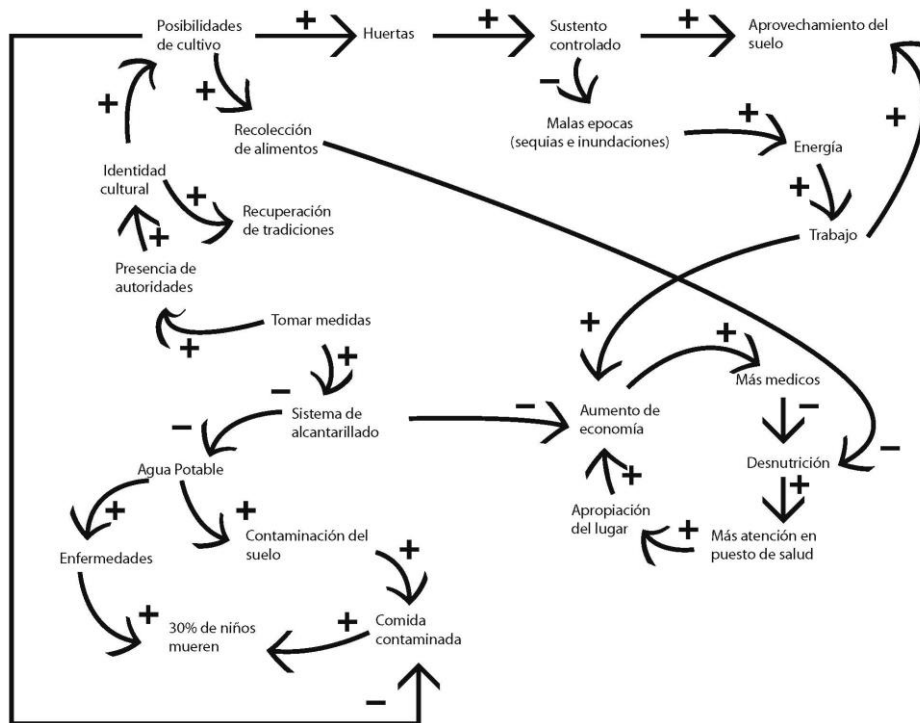 Posibilidades
de cultivo
+
Huertas
+
Sustento
controlado
+
Aprovechamiento del
suelo
+
−
+
Recolección
de alimentos
Malas epocas
(sequias e inundaciones)
+
Energía
+
+
Identidad
cultural
+
Recuperación
de tradiciones
+
Trabajo
Presencia de
autoridades
+
Tomar medidas
+
+
+
Más medicos
−
Sistema de
alcantarillado
−
Aumento de
economía
−
−
Agua Potable
−
Desnutrición
+
+
+
+
Contaminación del
suelo
Apropiación
del lugar
+
Más atención en
puesto de salud
Enfermedades
+
+
30% de niños
mueren
+
Comida
contaminada
−